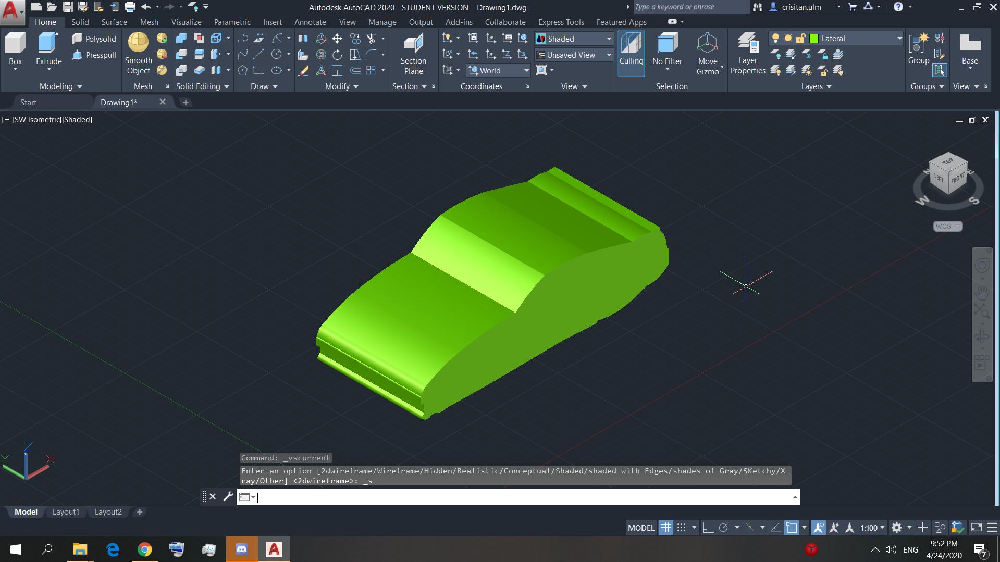 Autodesk AutoCAD 2020 - STUDENT VERSION Drawing1.dwg
Type a keyword or phrase
crisitan.ulm
Home Solid Surface Mesh Visualize Parametric Insert Annotate View Manage Output Add-ins Collaborate Express Tools Featured Apps
Box
Extrude
Polysolid
Presspull
Modeling
Smooth
Object
Mesh
Solid Editing
Draw
Modify
Section
Plane
Section
World
Coordinates
Shaded
Unsaved View
View
Culling
No Filter
Move
Gizmo
Selection
Layer
Properties
Lateral
Layers
Group
Groups
Base
View
Start
Drawing1*
[−][SW Isometric][Shaded]
TOP
LEFT
FRONT
N
E
W
S
WCS
Z
Y
X
Command: _vscurrent
Enter an option [2dwireframe/Wireframe/Hidden/Realistic/Conceptual/Shaded/shaded with Edges/shades of Gray/SKetchy/X-
ray/Other] <2dwireframe>: _s
Model Layout1 Layout2
MODEL
1:100
ENG
9:52 PM
4/24/2020
7